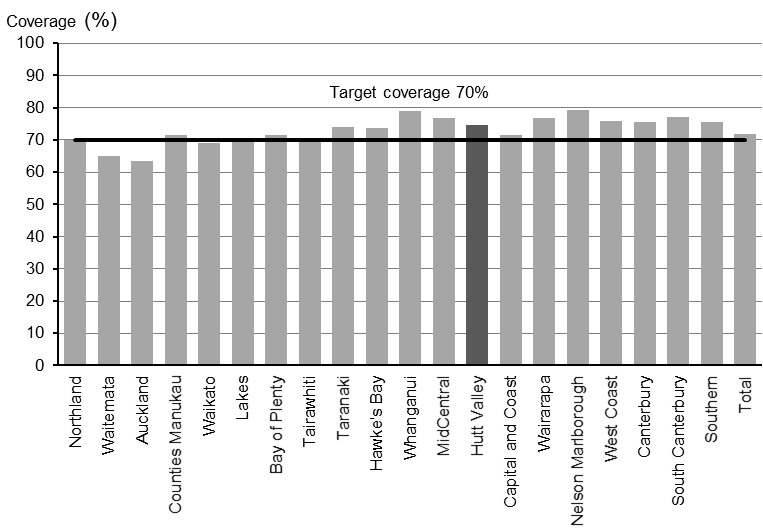 Coverage (%)
100
90
80
70
60
50
40
30
20
10
0
Target coverage 70%
Northland
Waitemata
Auckland
Counties Manukau
Waikato
Lakes
Bay of Plenty
Tairawhiti
Taranaki
Hawke's Bay
Whanganui
MidCentral
Hutt Valley
Capital and Coast
Wairarapa
Nelson Marlborough
West Coast
Canterbury
South Canterbury
Southern
Total